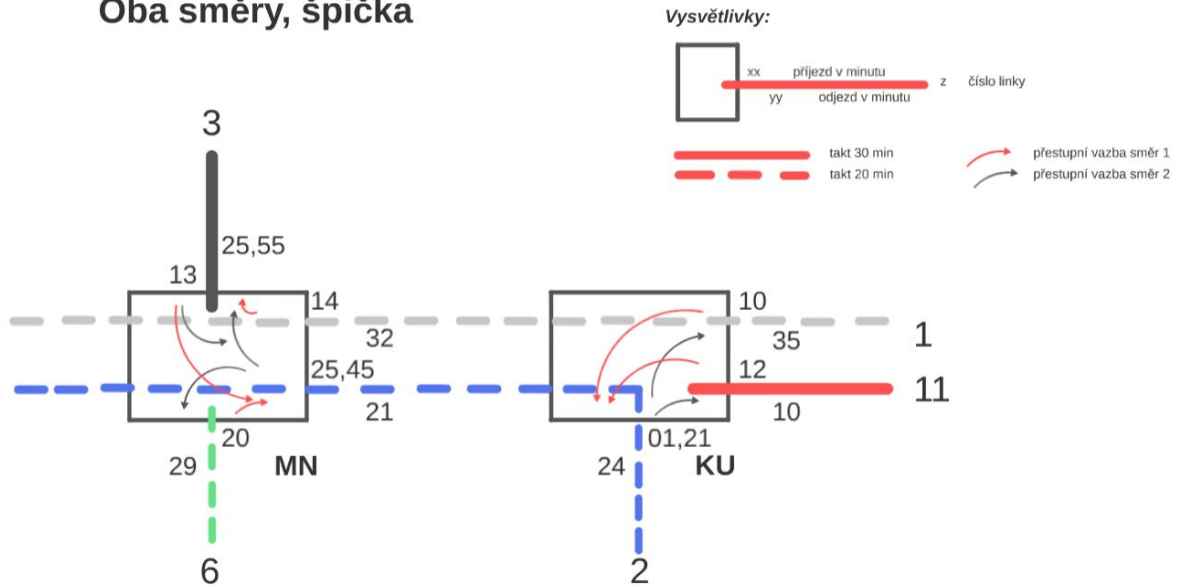 Oba směry, špička
Vysvětlivky:
xx příjezd v minutu
yy odjezd v minutu
z číslo linky
takt 30 min
takt 20 min
přestupní vazba směr 1
přestupní vazba směr 2
3
25,55
13
14
32
25,45
21
20
29
MN
6
10
35
1
12
11
10
01,21
24
KU
2